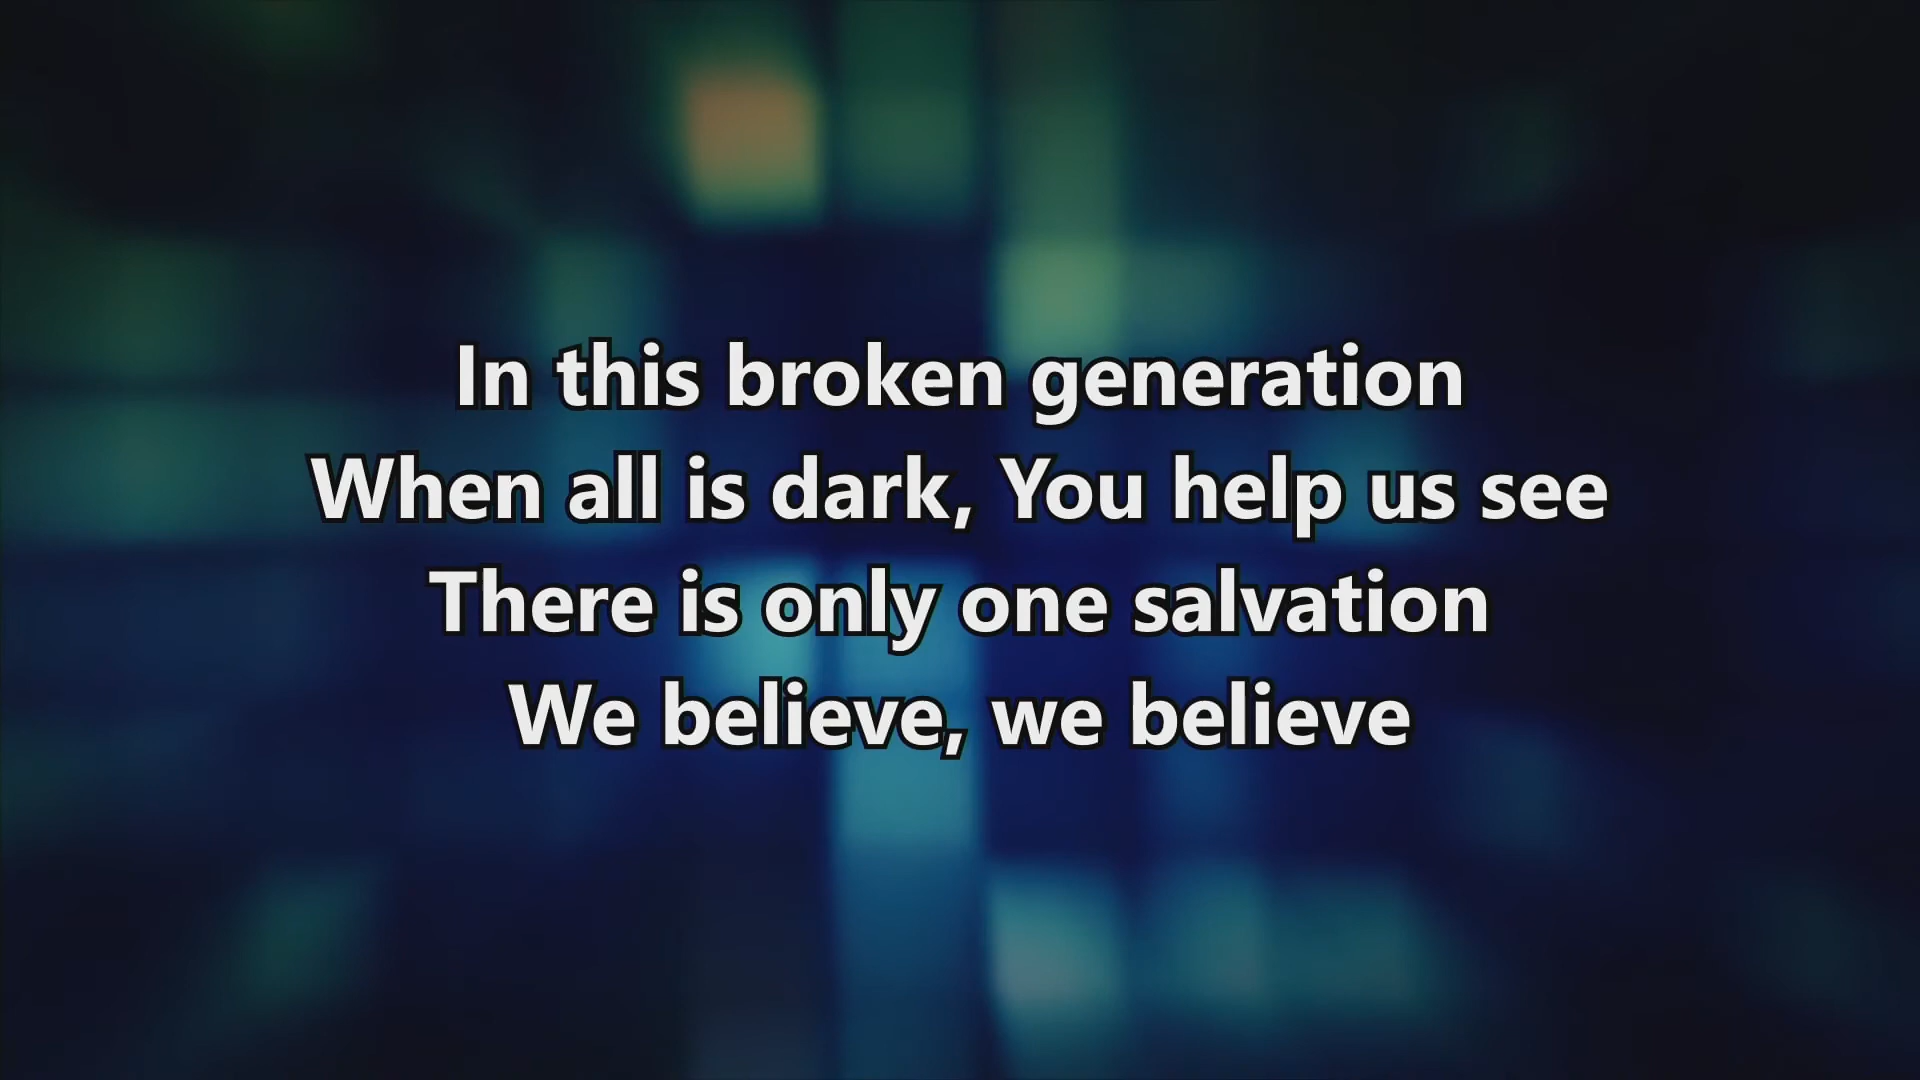 In this broken generation
When all is dark, You help us see
There is only one salvation
We believe, we believe